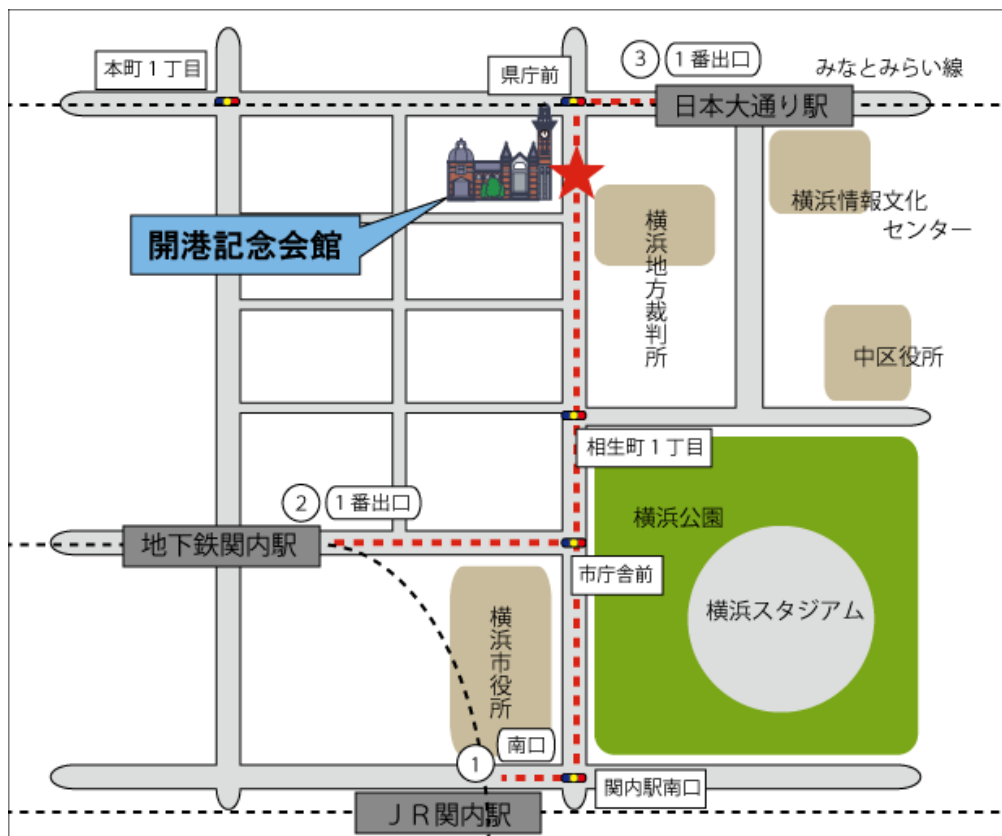 本町１丁目
県庁前
③
１番出口
みなとみらい線
日本大通り駅
開港記念会館
横浜地方裁判所
横浜情報文化
センター
中区役所
相生町１丁目
②
１番出口
横浜公園
地下鉄関内駅
市庁舎前
横浜スタジアム
横浜市役所
南口
①
関内駅南口
ＪＲ関内駅